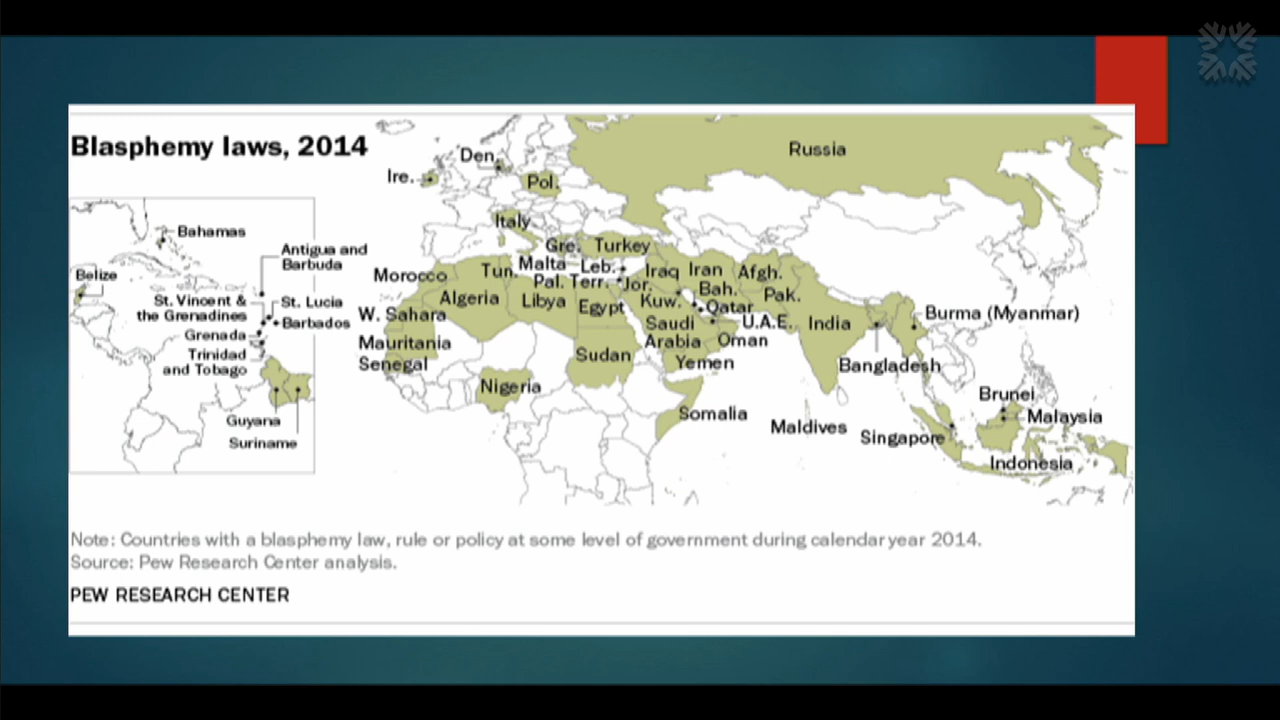 Blasphemy laws, 2014
Russia
Den.
Ire.
Pol.
Italy
Gre. Turkey
Bahamas
Antigua and
Barbuda
Belize
St. Vincent &
the Grenadines
St. Lucia
Barbados
Grenada
Trinidad
and Tobago
Guyana
Suriname
Morocco
Tun.
Malta
Leb.
Iraq
Iran
Afgh.
Pal. Terr.
Jor.
Bah.
Pak.
Algeria
Libya
Egypt
Kuw.
Qatar
W. Sahara
Saudi
Arabia
U.A.E.
India
Burma (Myanmar)
Mauritania
Oman
Senegal
Sudan
Yemen
Bangladesh
Nigeria
Somalia
Maldives
Brunei
Malaysia
Singapore
Indonesia
Note: Countries with a blasphemy law, rule or policy at some level of government during calendar year 2014.
Source: Pew Research Center analysis.
PEW RESEARCH CENTER